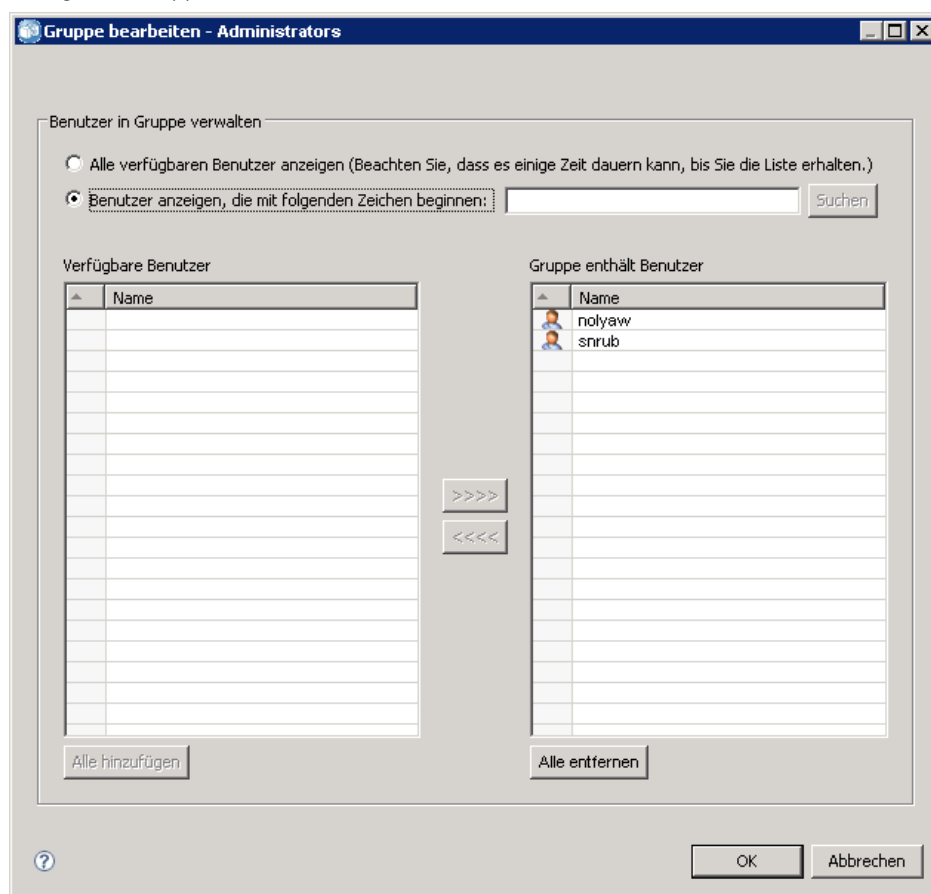 Gruppe bearbeiten - Administrators
Benutzer in Gruppe verwalten
Alle verfügbaren Benutzer anzeigen (Beachten Sie, dass es einige Zeit dauern kann, bis Sie die Liste erhalten.)
Benutzer anzeigen, die mit folgenden Zeichen beginnen: Suchen
Verfügbare Benutzer Gruppe enthält Benutzer
Name Name
nolyaw
snrub
>>>>
<<<<
Alle hinzufügen Alle entfernen
? OK Abbrechen